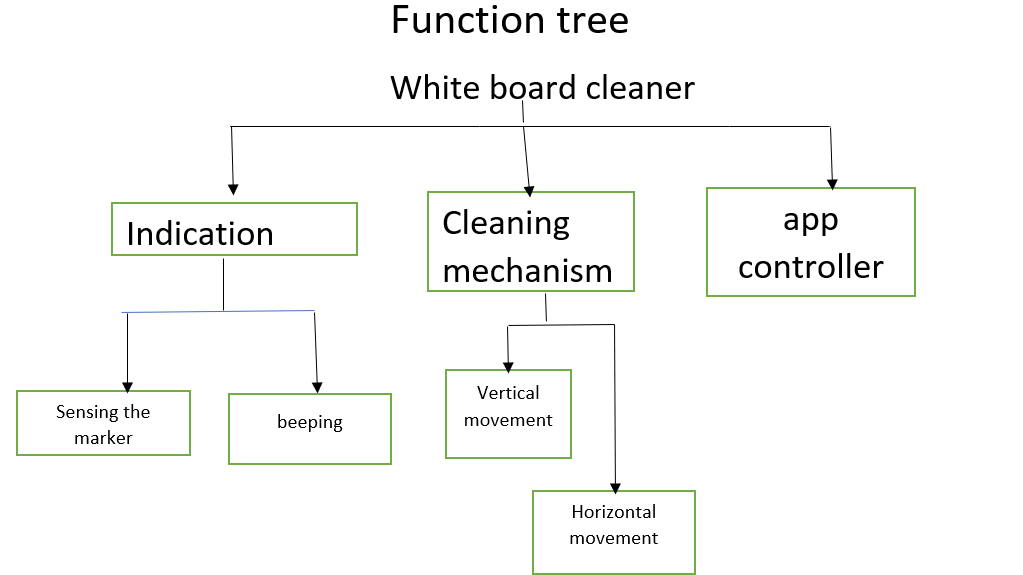 Function tree
White board cleaner
Indication
Cleaning
mechanism
app
controller
Sensing the
marker
beeping
Vertical
movement
Horizontal
movement